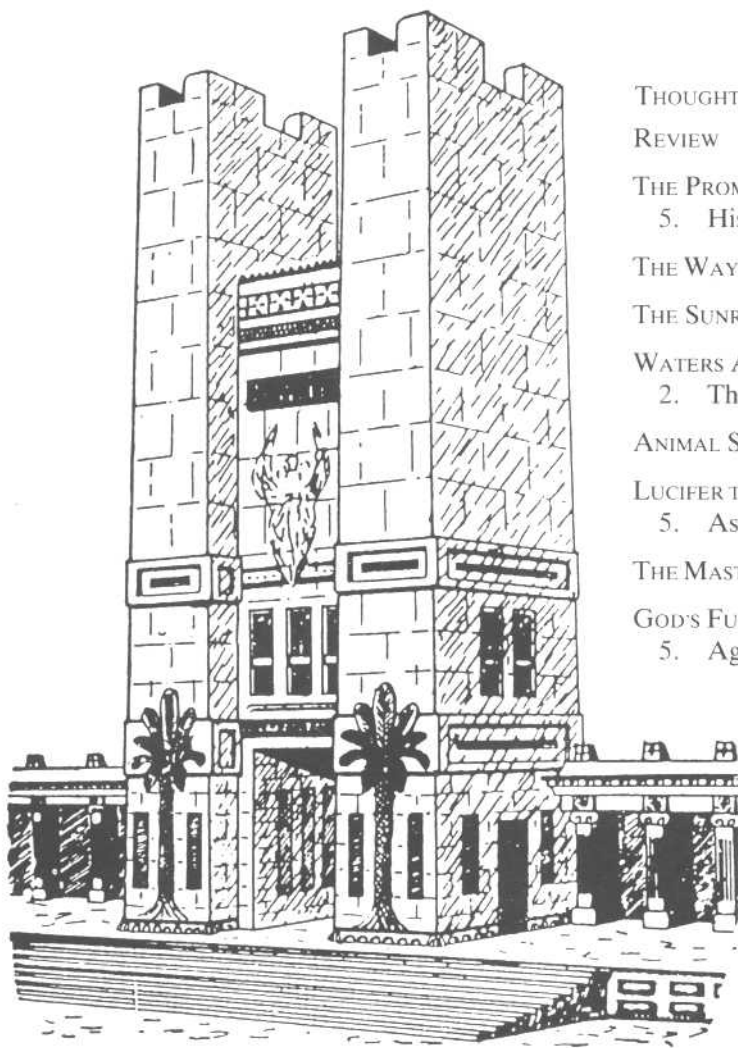 THOUGHT
REVIEW
THE PROM
5. His
THE WAY
THE SUNR
WATERS A
2. Th
ANIMAL S
LUCIFER T
5. As
THE MAST
GOD'S FU
5. Ag